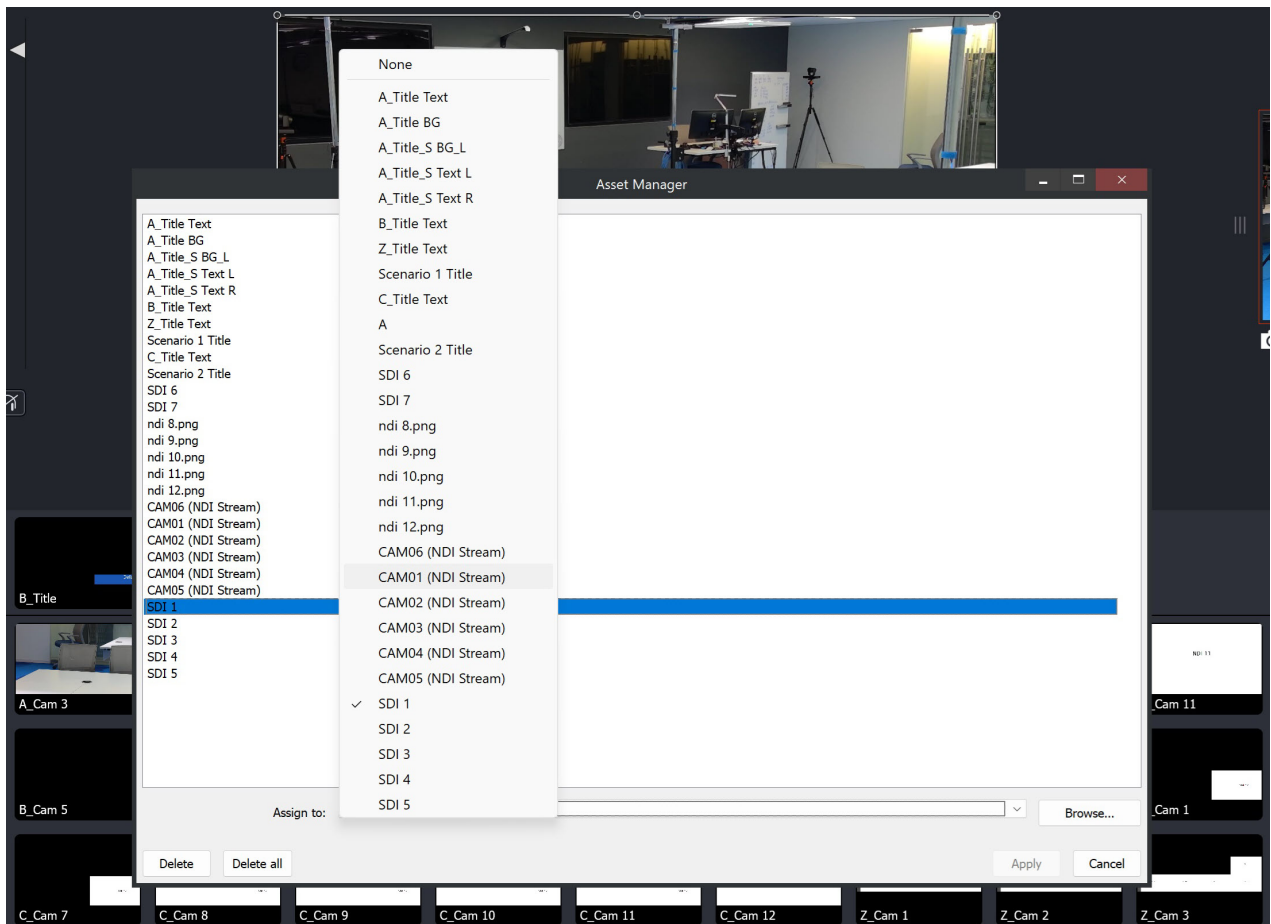 None
A_Title Text
A_Title BG
A_Title_S BG_L
A_Title_S Text L
A_Title_S Text R
B_Title Text
Z_Title Text
Scenario 1 Title
C_Title Text
A
Scenario 2 Title
SDI 6
SDI 7
ndi 8.png
ndi 9.png
ndi 10.png
ndi 11.png
ndi 12.png
CAM06 (NDI Stream)
CAM01 (NDI Stream)
CAM02 (NDI Stream)
CAM03 (NDI Stream)
CAM04 (NDI Stream)
CAM05 (NDI Stream)
SDI 1
SDI 2
SDI 3
SDI 4
SDI 5
Asset Manager
A_Title Text
A_Title BG
A_Title_S BG_L
A_Title_S Text L
A_Title_S Text R
B_Title Text
Z_Title Text
Scenario 1 Title
C_Title Text
Scenario 2 Title
SDI 6
SDI 7
ndi 8.png
ndi 9.png
ndi 10.png
ndi 11.png
ndi 12.png
CAM06 (NDI Stream)
CAM01 (NDI Stream)
CAM02 (NDI Stream)
CAM03 (NDI Stream)
CAM04 (NDI Stream)
CAM05 (NDI Stream)
SDI 1
SDI 2
SDI 3
SDI 4
SDI 5
Assign to:
Browse...
Delete
Delete all
Apply
Cancel
B_Title
A_Cam 3
NDI 11
_Cam 11
B_Cam 5
_Cam 1
C_Cam 7
C_Cam 8
C_Cam 9
C_Cam 10
C_Cam 11
C_Cam 12
Z_Cam 1
Z_Cam 2
Z_Cam 3